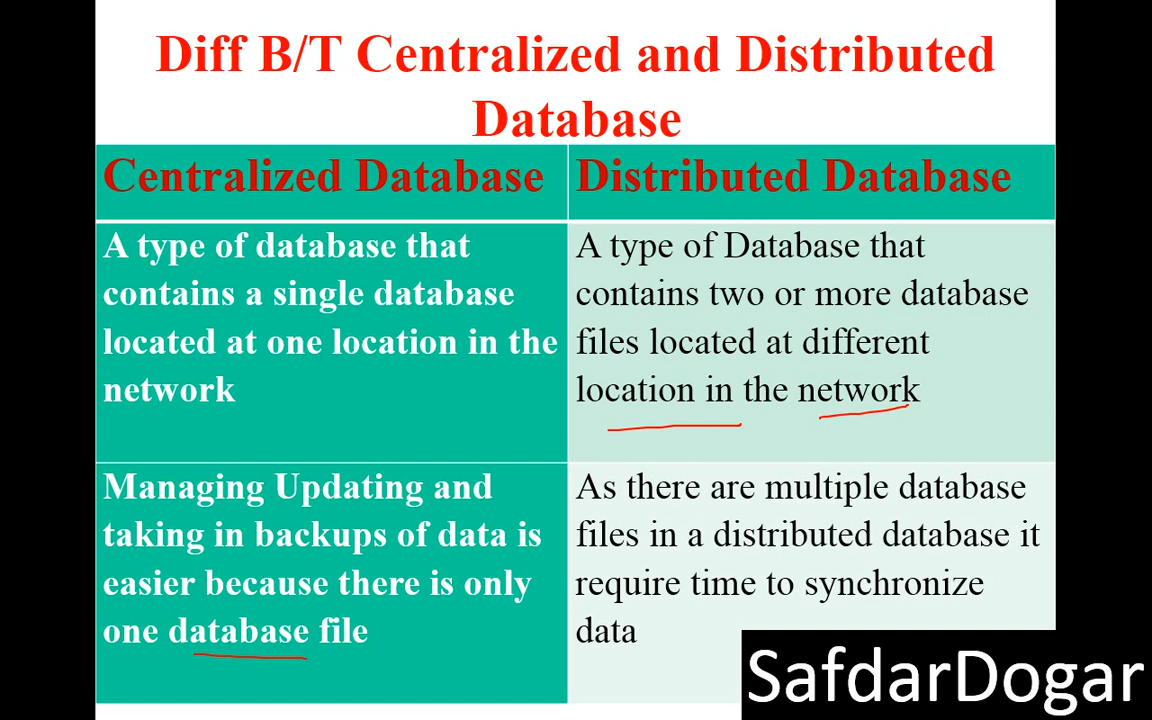 Diff B/T Centralized and Distributed
Database
Centralized Database
Distributed Database
A type of database that
contains a single database
located at one location in the
network
A type of Database that
contains two or more database
files located at different
location in the network
Managing Updating and
taking in backups of data is
easier because there is only
one database file
As there are multiple database
files in a distributed database it
require time to synchronize
data
SafdarDogar